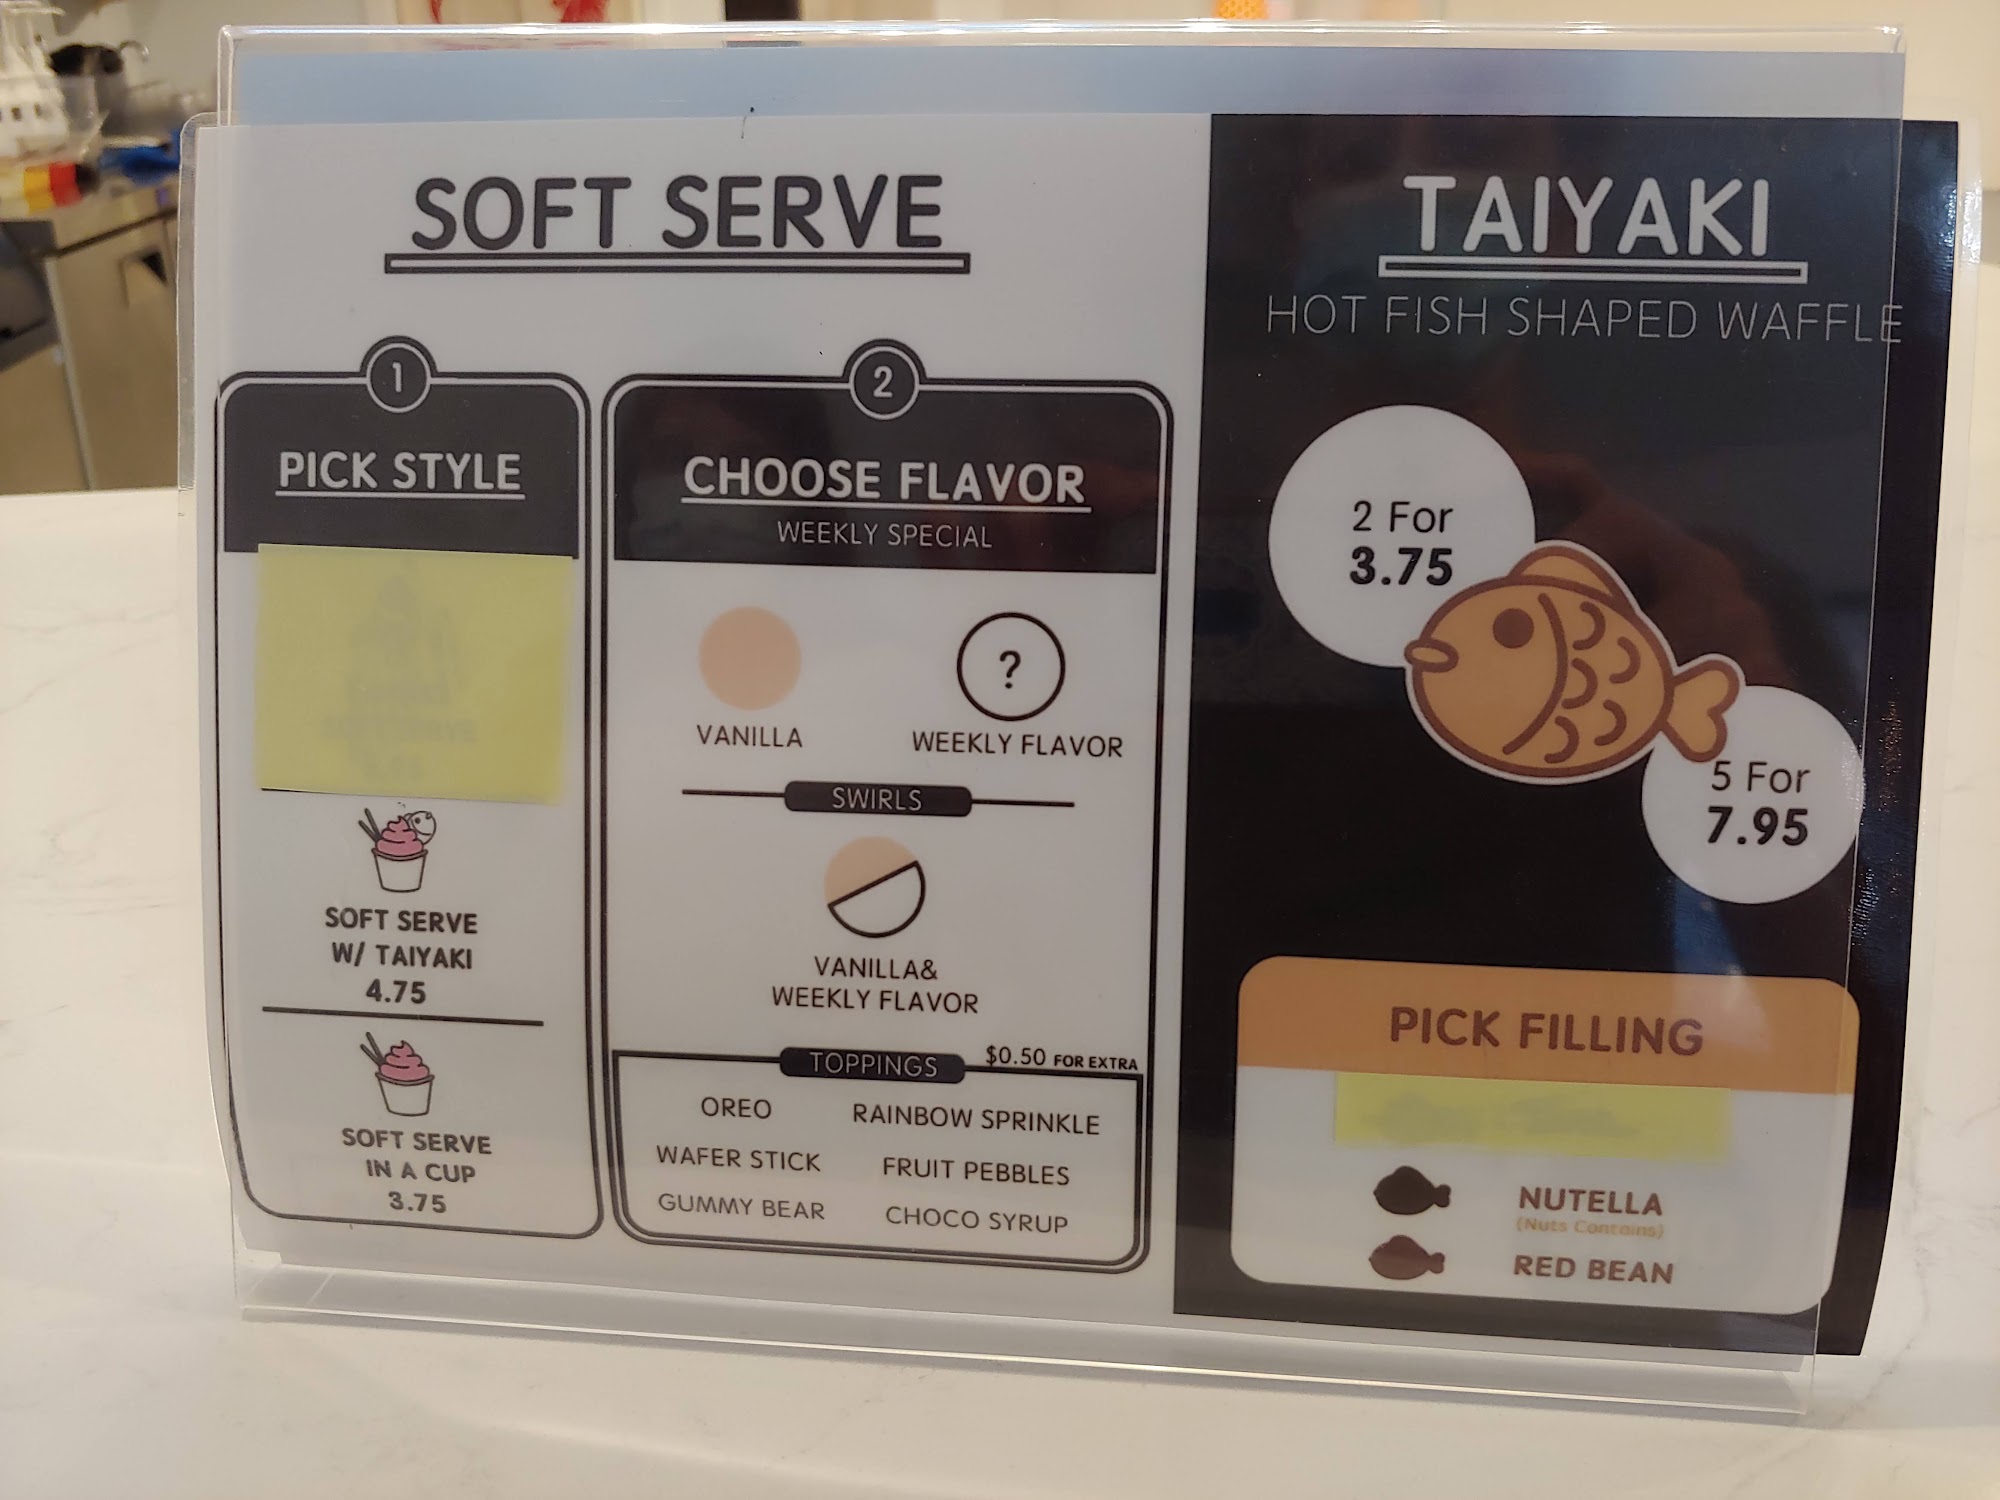 SOFT SERVE
1
PICK STYLE
SOFT SERVE
W/ TAIYAKI
4.75
SOFT SERVE
IN A CUP
3.75
2
CHOOSE FLAVOR
WEEKLY SPECIAL
VANILLA
?
WEEKLY FLAVOR
SWIRLS
VANILLA&
WEEKLY FLAVOR
TOPPINGS
$0.50 FOR EXTRA
OREO
RAINBOW SPRINKLE
WAFER STICK
FRUIT PEBBLES
GUMMY BEAR
CHOCO SYRUP
TAIYAKI
HOT FISH SHAPED WAFFLE
2 For
3.75
5 For
7.95
PICK FILLING
NUTELLA
(Nuts Contains)
RED BEAN